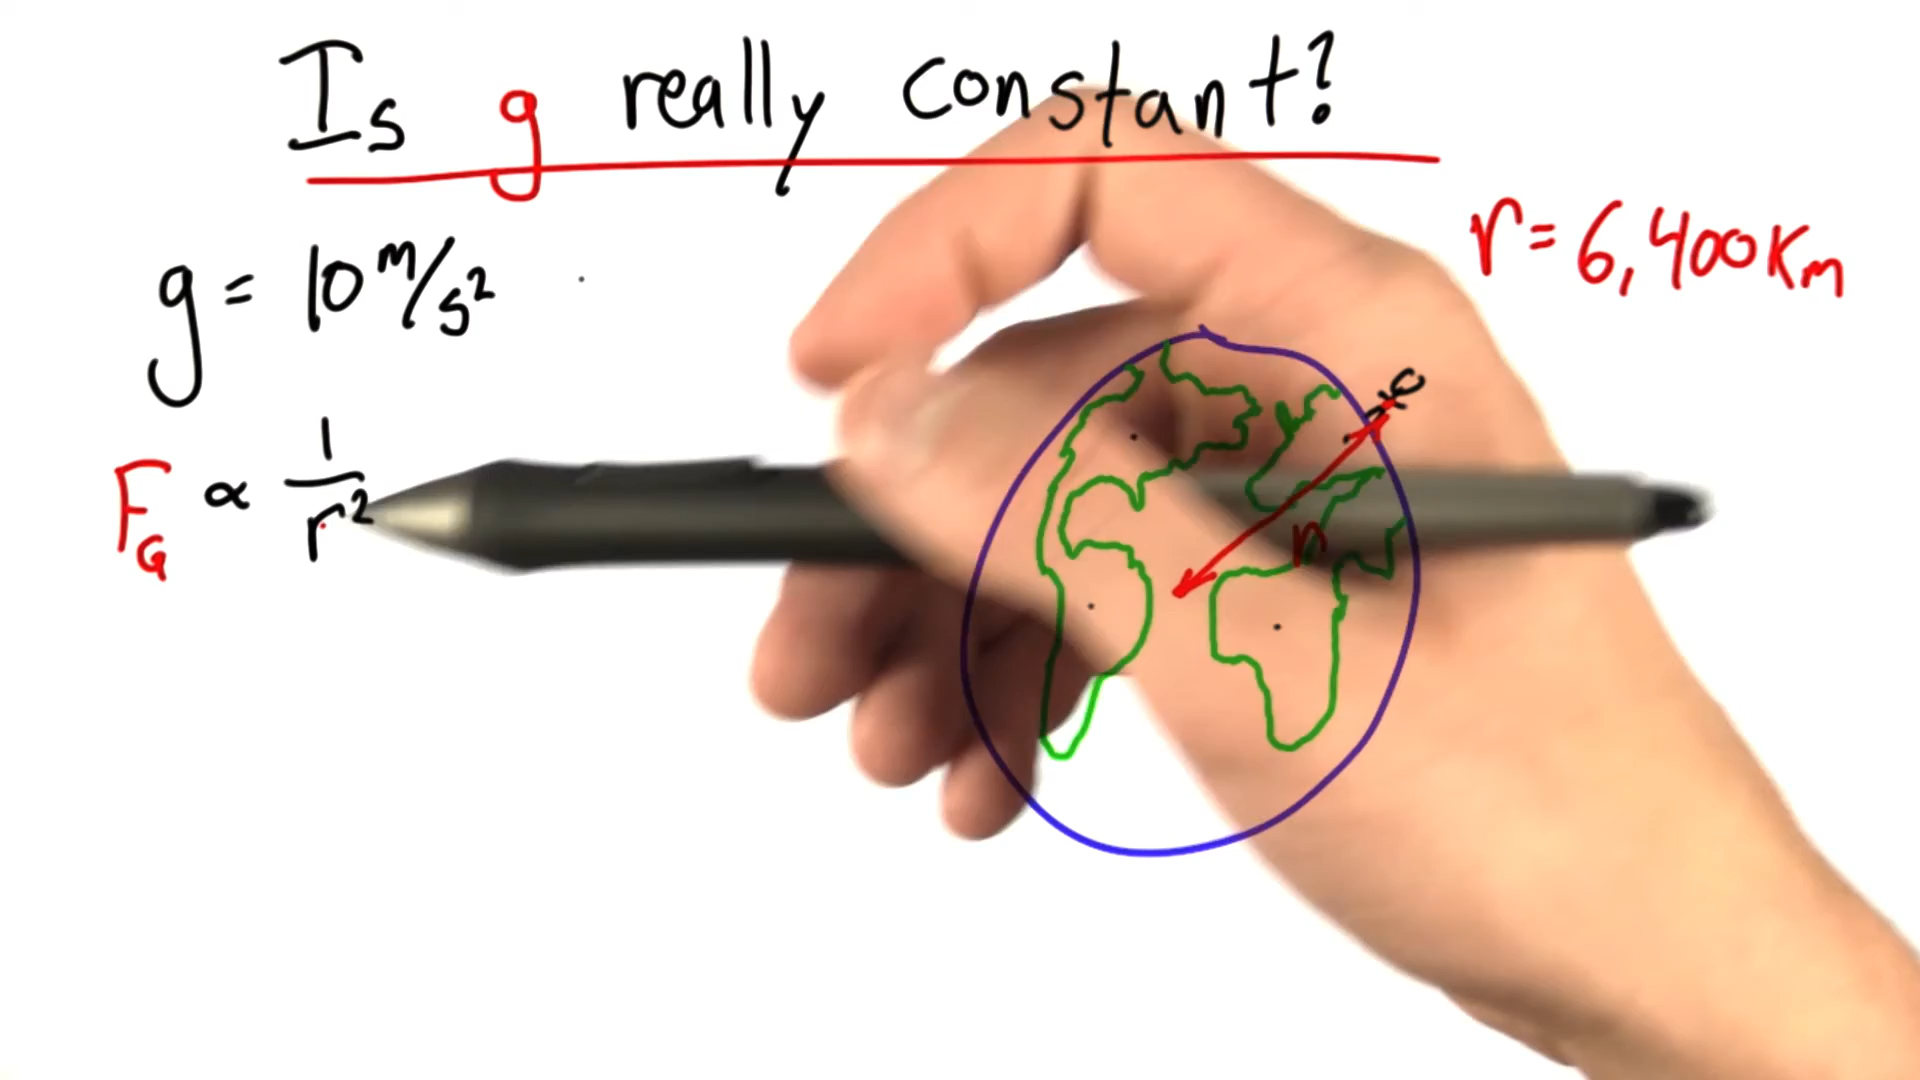 Is g really constant?
r = 6,400 Km
g = 10 m/s²
F_G ∝ 1/r²
r